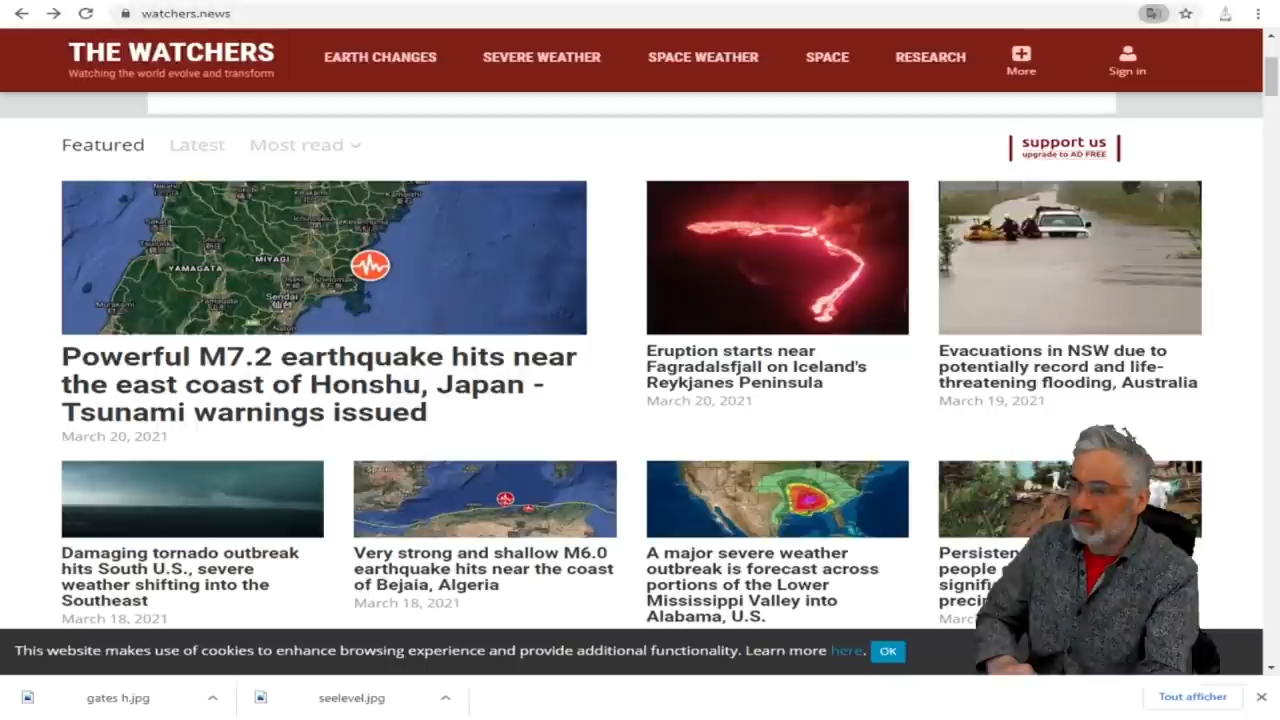 watchers.news
THE WATCHERS
Watching the world evolve and transform
EARTH CHANGES
SEVERE WEATHER
SPACE WEATHER
SPACE
RESEARCH
More
Sign in
Featured
Latest
Most read
support us
upgrade to AD FREE
YAMAGATA
MIYAGI
Sendai
Powerful M7.2 earthquake hits near
the east coast of Honshu, Japan -
Tsunami warnings issued
March 20, 2021
Eruption starts near
Fagradalsfjall on Iceland's
Reykjanes Peninsula
March 20, 2021
Evacuations in NSW due to
potentially record and life-
threatening flooding, Australia
March 19, 2021
Damaging tornado outbreak
hits South U.S., severe
weather shifting into the
Southeast
March 18, 2021
Very strong and shallow M6.0
earthquake hits near the coast
of Bejaia, Algeria
March 18, 2021
A major severe weather
outbreak is forecast across
portions of the Lower
Mississippi Valley into
Alabama, U.S.
people
This website makes use of cookies to enhance browsing experience and provide additional functionality. Learn more here.
OK
gates h.jpg
seelevel.jpg
Tout afficher